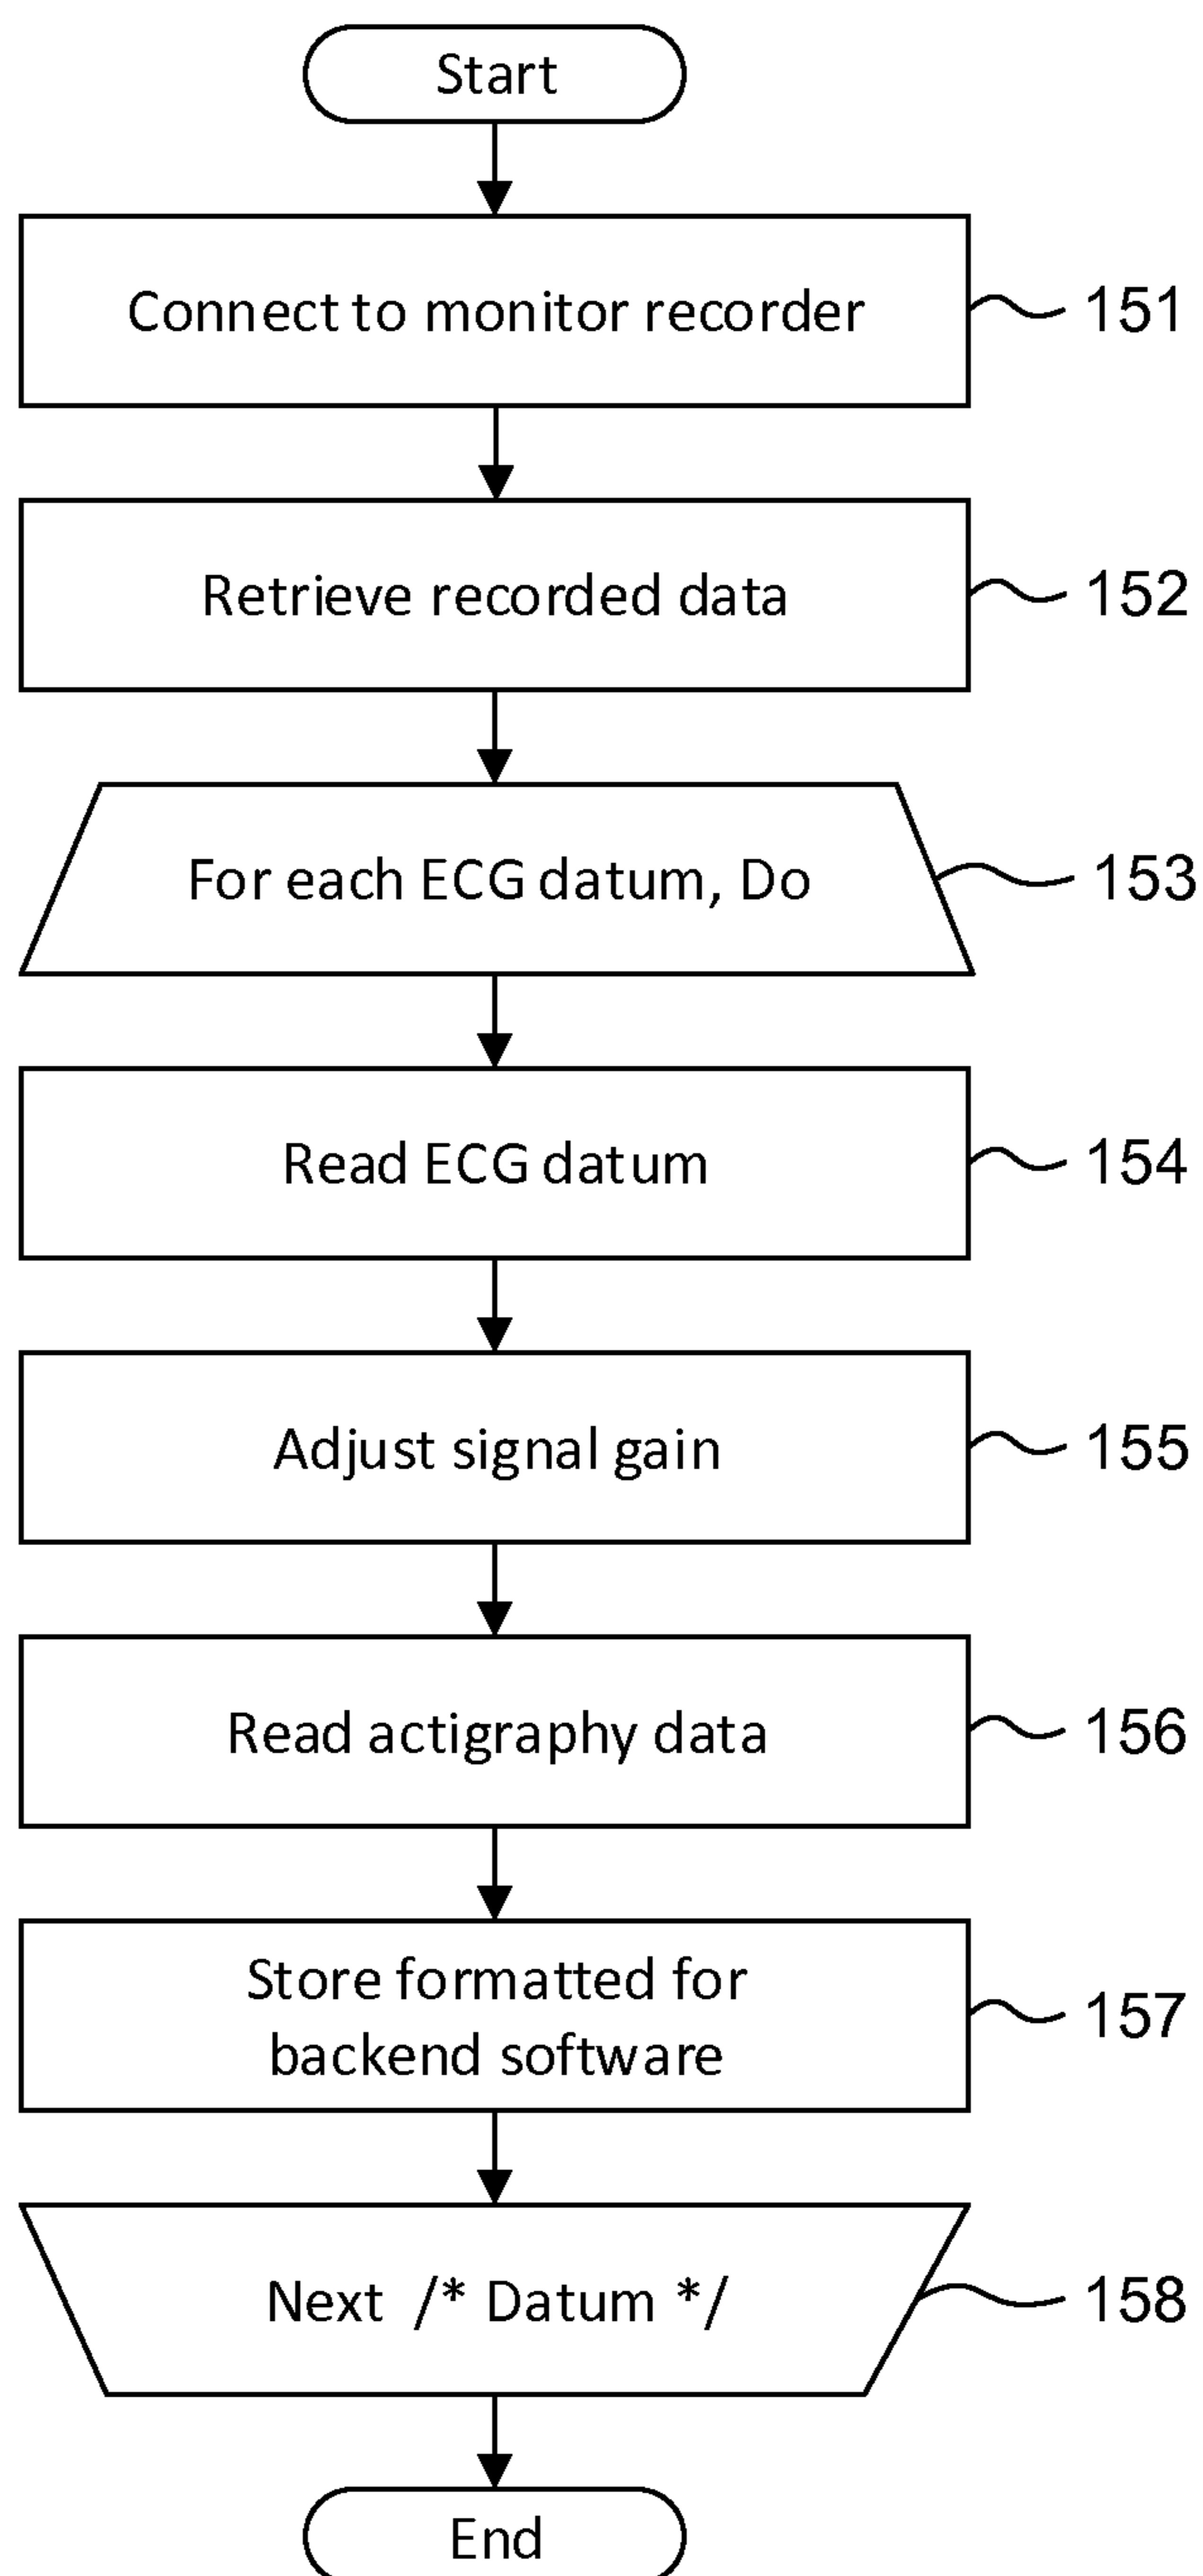 Start
Connect to monitor recorder
151
Retrieve recorded data
152
For each ECG datum, Do
153
Read ECG datum
154
Adjust signal gain
155
Read actigraphy data
156
Store formatted for
backend software
157
Next /* Datum */
158
End